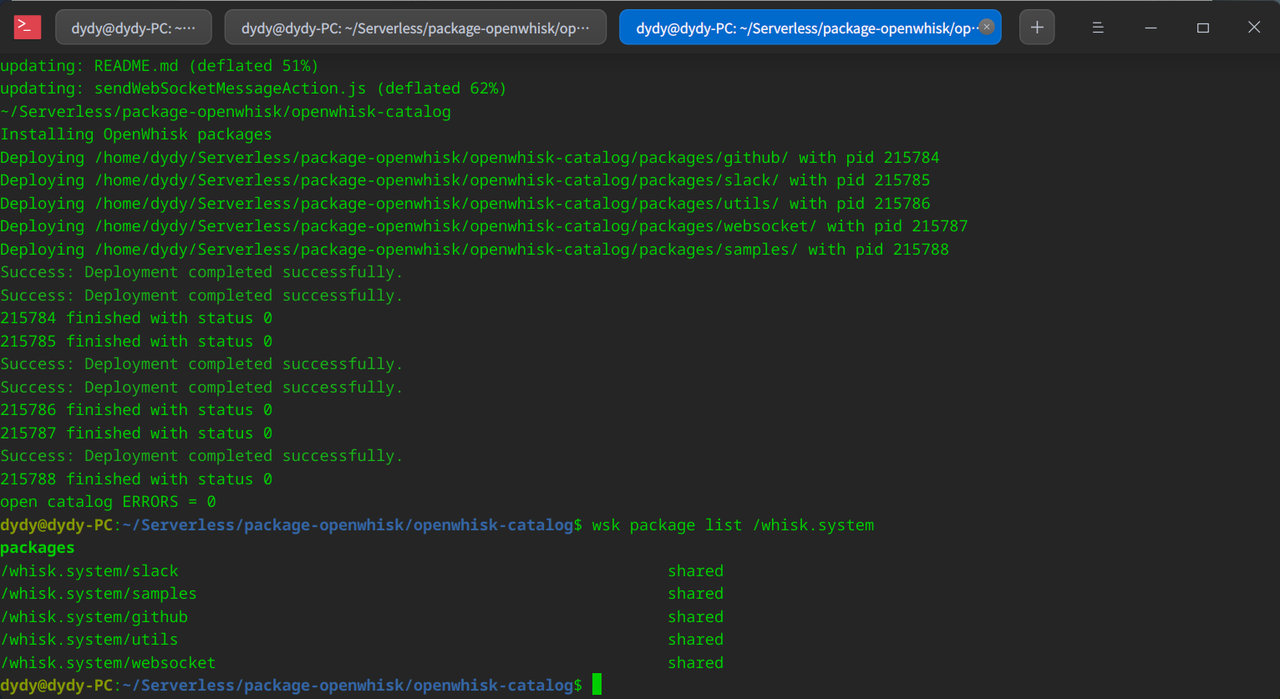 dydy@dydy-PC: ~···
dydy@dydy-PC: ~/Serverless/package-openwhisk/op···
dydy@dydy-PC: ~/Serverless/package-openwhisk/op···
updating: README.md (deflated 51%)
updating: sendWebSocketMessageAction.js (deflated 62%)
~/Serverless/package-openwhisk/openwhisk-catalog
Installing OpenWhisk packages
Deploying /home/dydy/Serverless/package-openwhisk/openwhisk-catalog/packages/github/ with pid 215784
Deploying /home/dydy/Serverless/package-openwhisk/openwhisk-catalog/packages/slack/ with pid 215785
Deploying /home/dydy/Serverless/package-openwhisk/openwhisk-catalog/packages/utils/ with pid 215786
Deploying /home/dydy/Serverless/package-openwhisk/openwhisk-catalog/packages/websocket/ with pid 215787
Deploying /home/dydy/Serverless/package-openwhisk/openwhisk-catalog/packages/samples/ with pid 215788
Success: Deployment completed successfully.
Success: Deployment completed successfully.
215784 finished with status 0
215785 finished with status 0
Success: Deployment completed successfully.
Success: Deployment completed successfully.
215786 finished with status 0
215787 finished with status 0
Success: Deployment completed successfully.
215788 finished with status 0
open catalog ERRORS = 0
dydy@dydy-PC:~/Serverless/package-openwhisk/openwhisk-catalog$ wsk package list /whisk.system
packages
/whisk.system/slack shared
/whisk.system/samples shared
/whisk.system/github shared
/whisk.system/utils shared
/whisk.system/websocket shared
dydy@dydy-PC:~/Serverless/package-openwhisk/openwhisk-catalog$